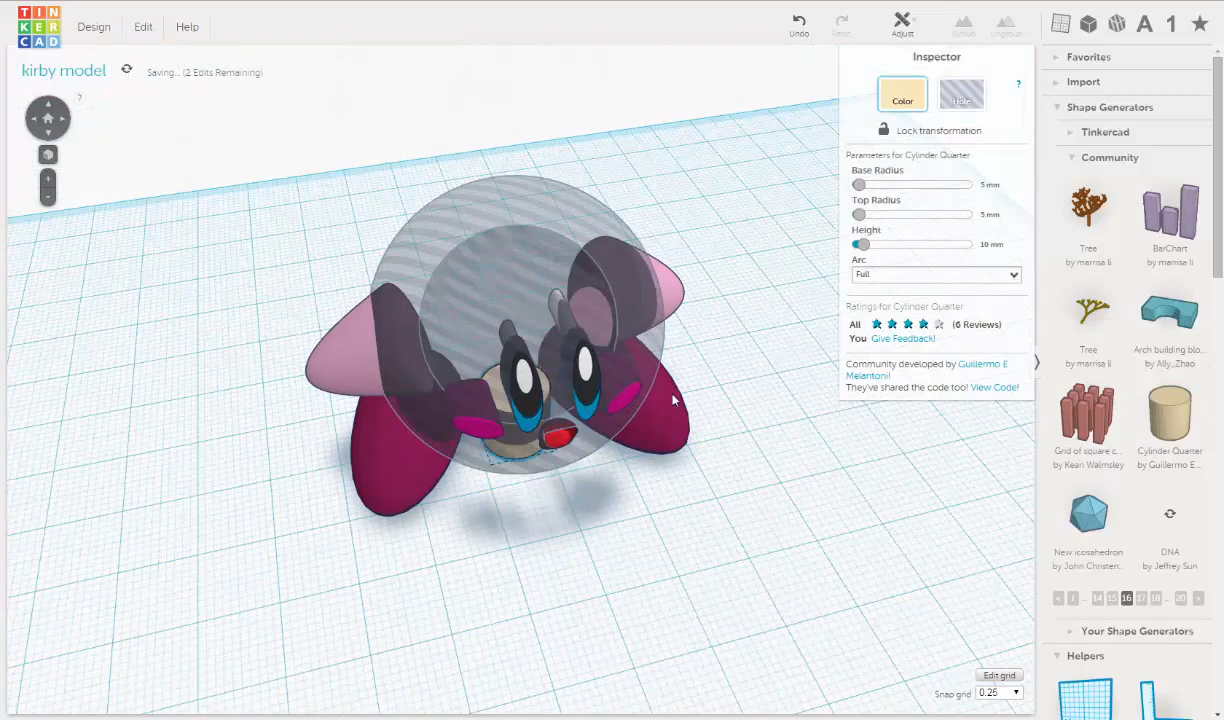 TIN
KER
CAD
Design
Edit
Help
Undo
Redo
Adjust
Group
Ungroup
A
1
kirby model
Saving... (2 Edits Remaining)
?
+
-
Inspector
Color
Hole
?
Lock transformation
Parameters for Cylinder Quarter
Base Radius
5 mm
Top Radius
5 mm
Height
10 mm
Arc
Full
Ratings for Cylinder Quarter
All
(6 Reviews)
You Give Feedback!
Community developed by Guillermo E
Melantoni!
They've shared the code too! View Code!
Favorites
Import
Shape Generators
Tinkercad
Community
Tree
by marisa li
BarChart
by marisa li
Tree
by marisa li
Arch building blo...
by Ally_Zhao
Grid of square c...
by Kean Walmsley
Cylinder Quarter
by Guillermo E...
New icosahedron
by John Christen...
DNA
by Jeffrey Sun
« 1 ... 14 15 16 17 18 ... 20 »
Your Shape Generators
Helpers
Edit grid
Snap grid 0.25